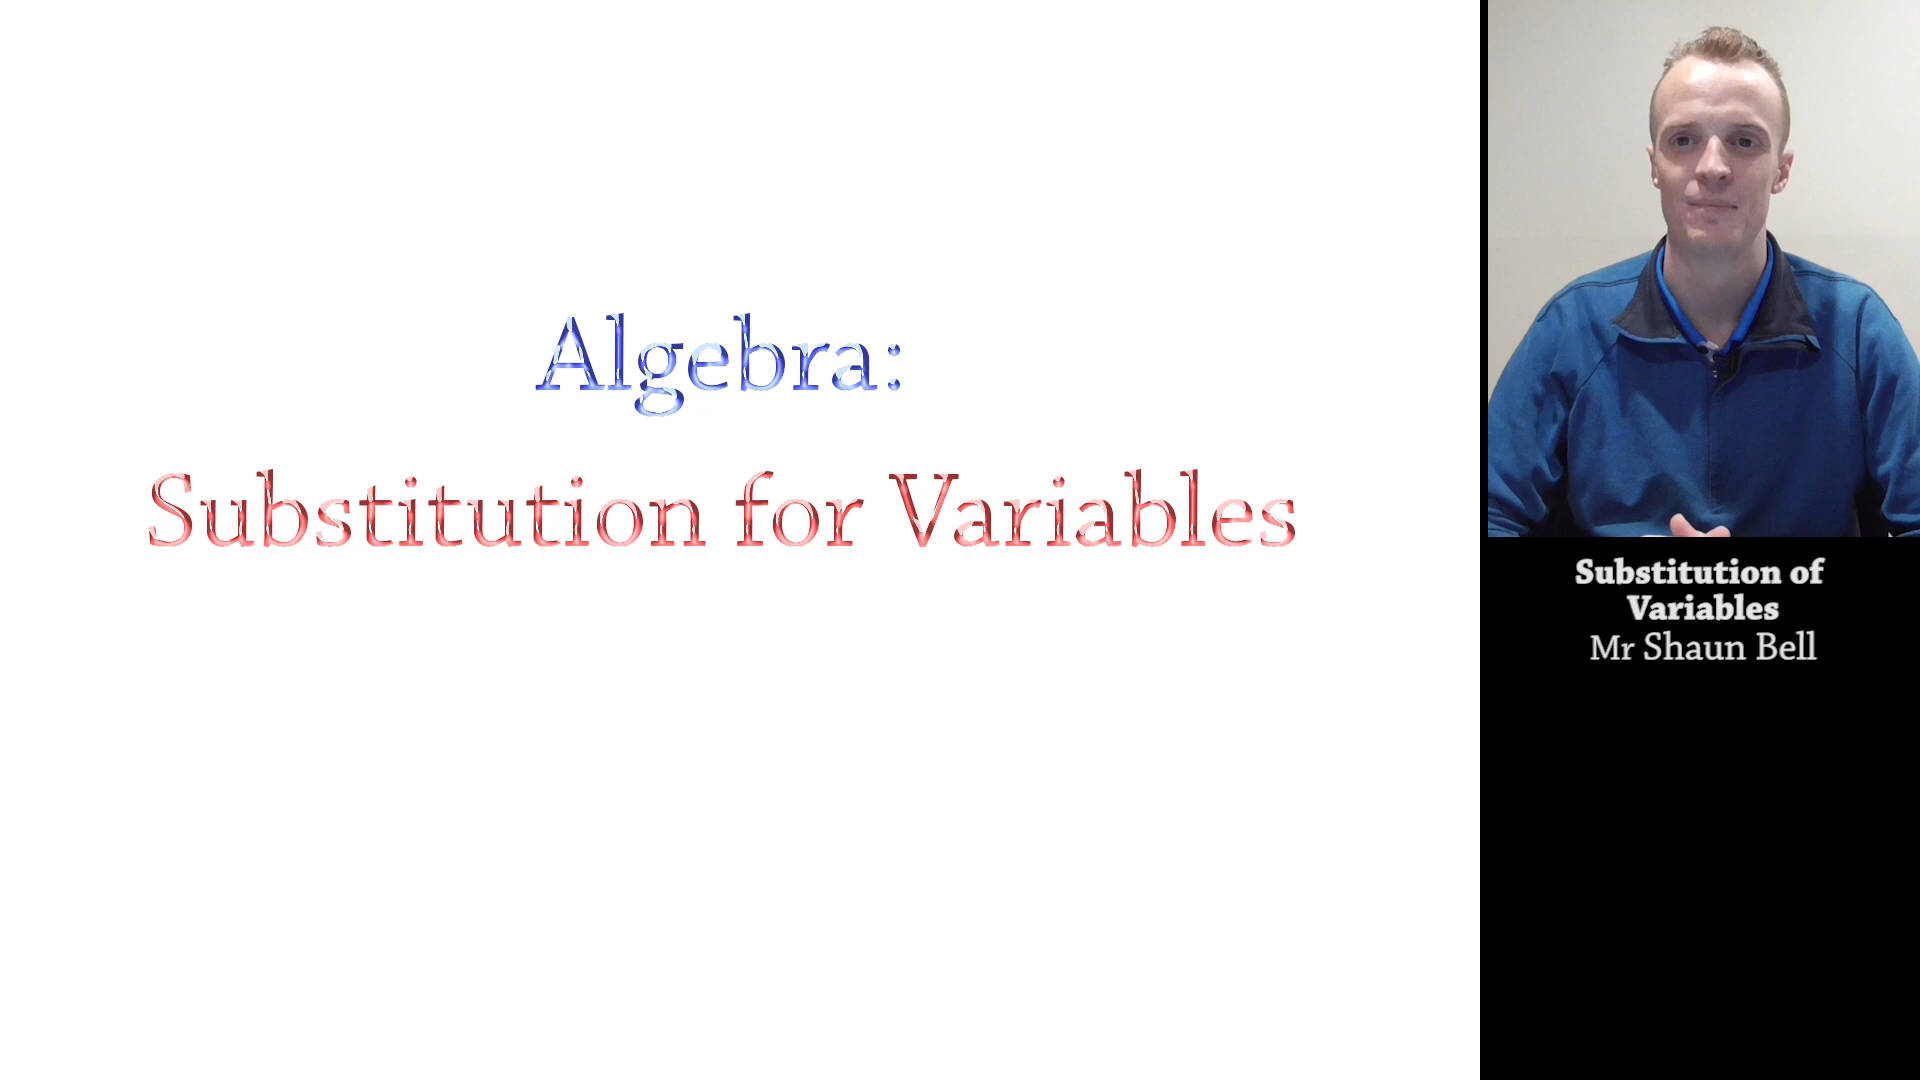 Algebra:
Substitution for Variables
Substitution of
Variables
Mr Shaun Bell